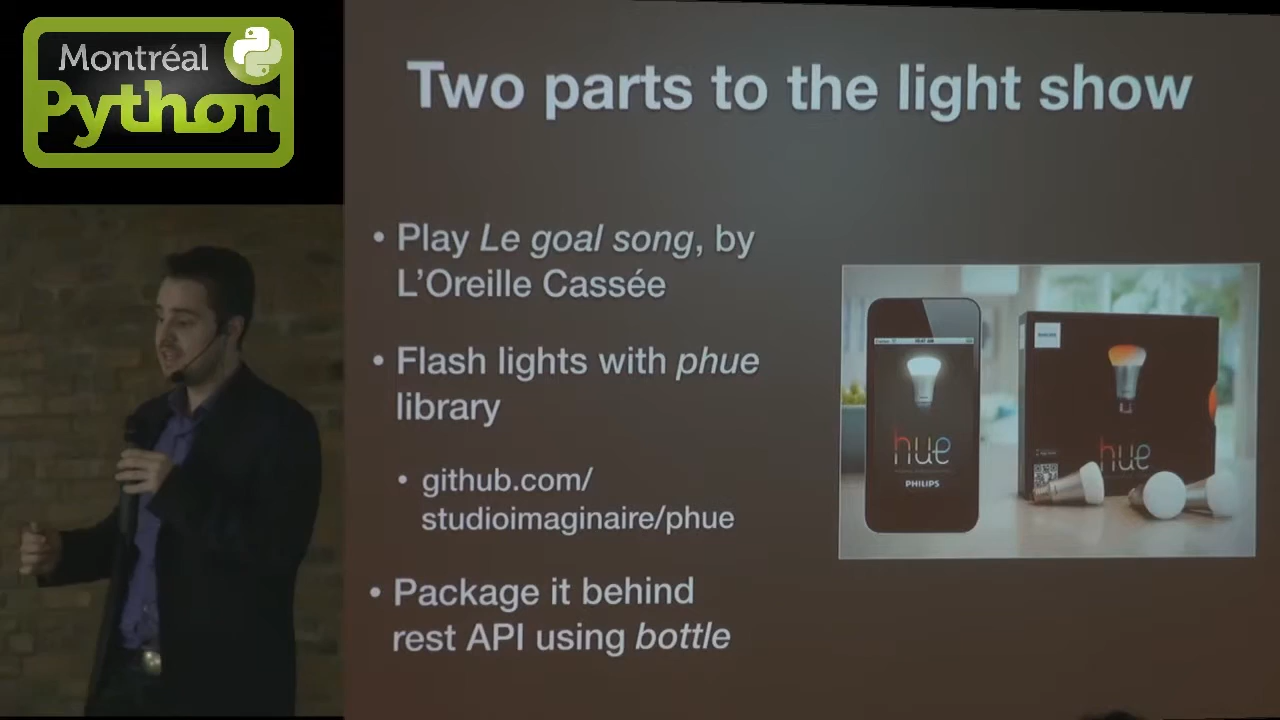 Montréal
Python
Two parts to the light show
• Play Le goal song, by
L'Oreille Cassée
• Flash lights with phue
library
• github.com/
studioimaginaire/phue
• Package it behind
rest API using bottle
hue
PHILIPS
hue